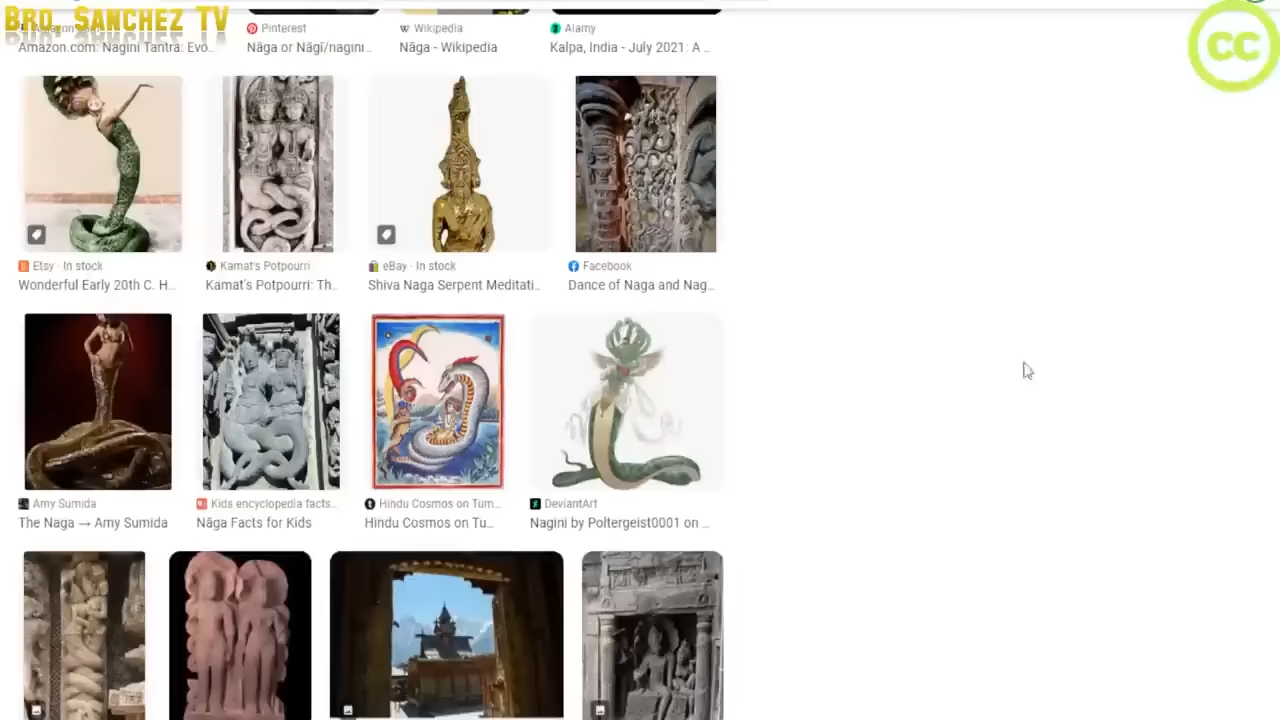 Bro. Sanchez TV
CC
Pinterest
Wikipedia
Alamy
Amazon.com: Nagini Tantra: Evo...
Nāga or Nāgī/nagini...
Nāga - Wikipedia
Kalpa, India - July 2021: A ...
Etsy · In stock
Kamat's Potpourri
eBay · In stock
Facebook
Wonderful Early 20th C. H...
Kamat's Potpourri: Th...
Shiva Naga Serpent Meditati...
Dance of Naga and Nag...
Amy Sumida
Kids encyclopedia facts...
Hindu Cosmos on Tum...
DeviantArt
The Naga → Amy Sumida
Nāga Facts for Kids
Hindu Cosmos on Tu...
Nagini by Poltergeist0001 on ...